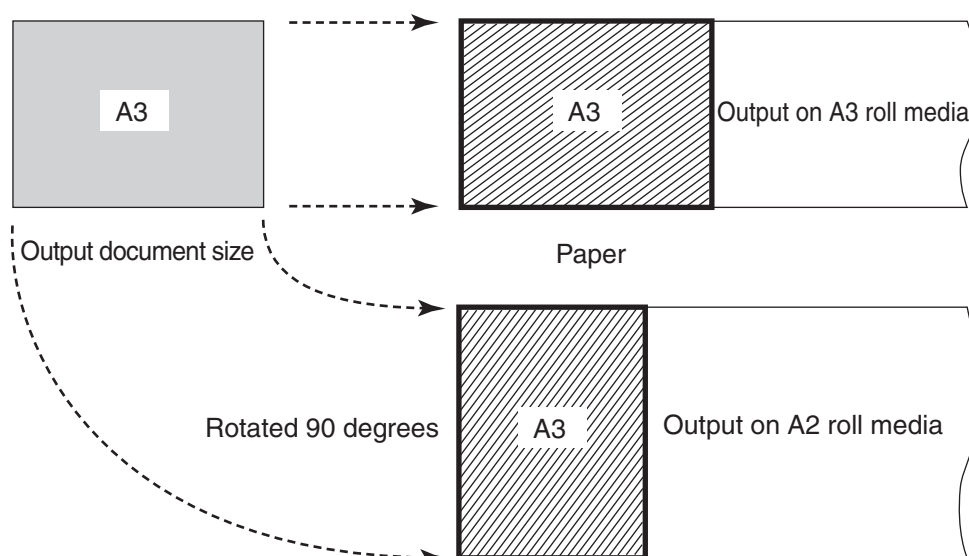 A3
A3
Output on A3 roll media
Output document size
Paper
Rotated 90 degrees
A3
Output on A2 roll media